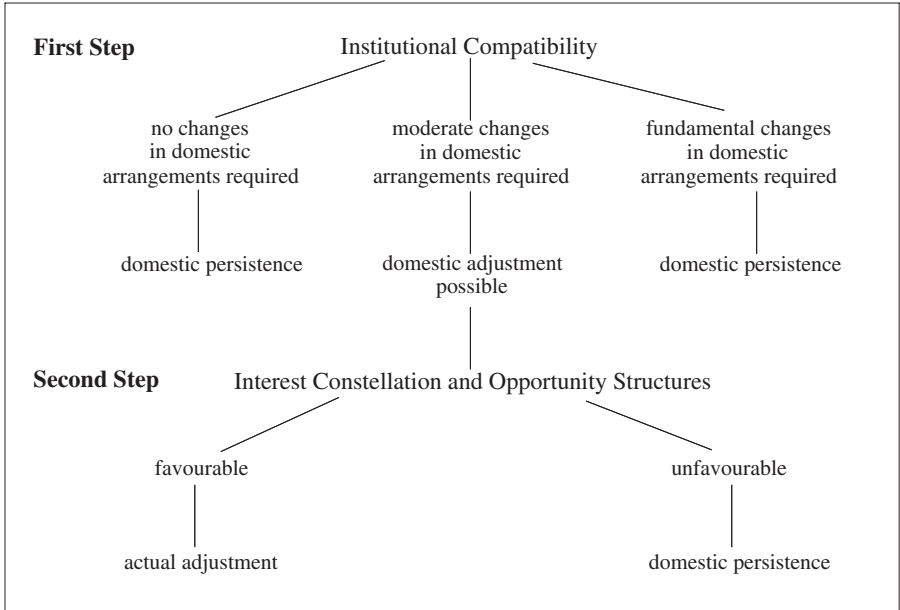 First Step
Institutional Compatibility
no changes
in domestic
arrangements required
moderate changes
in domestic
arrangements required
fundamental changes
in domestic
arrangements required
domestic persistence
domestic adjustment
possible
domestic persistence
Second Step
Interest Constellation and Opportunity Structures
favourable
unfavourable
actual adjustment
domestic persistence